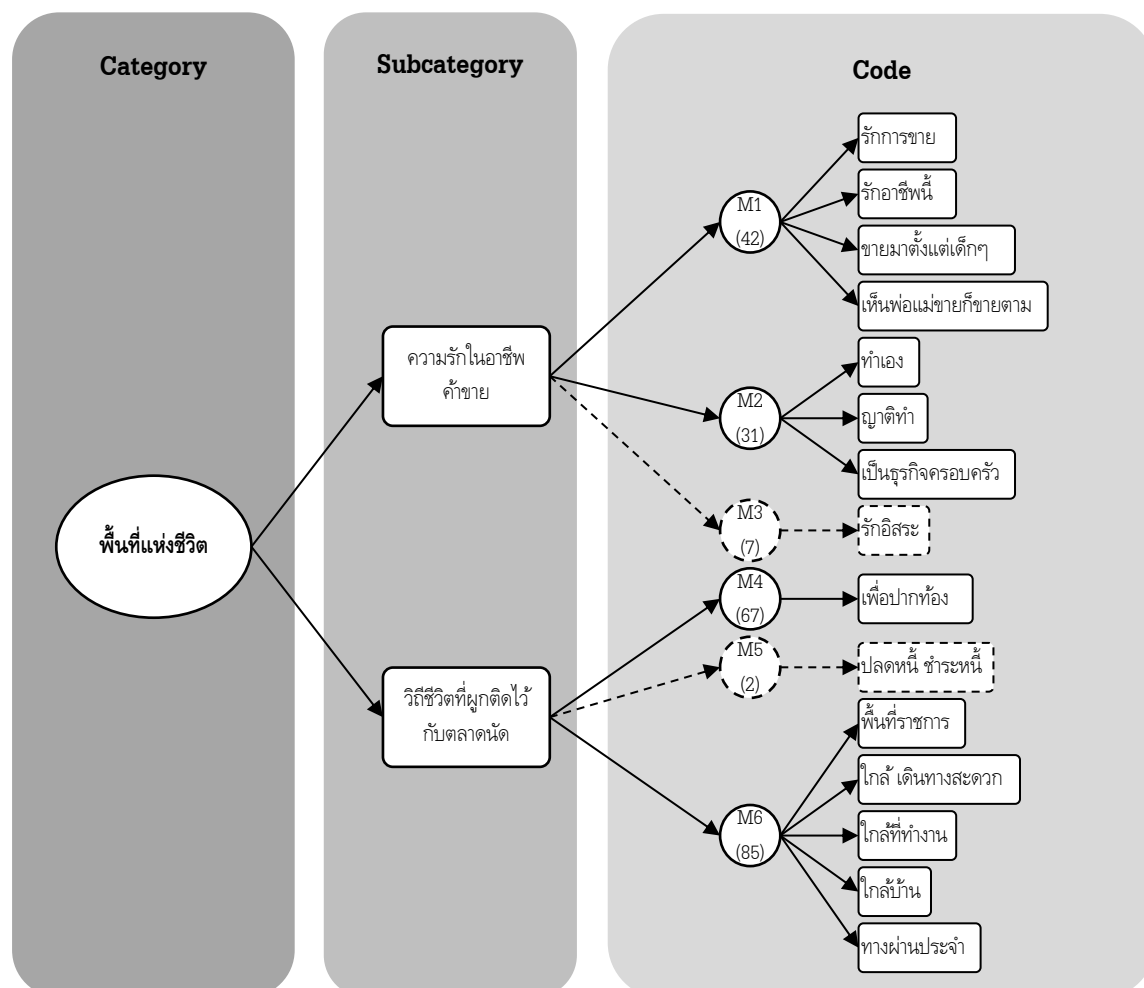 Category
Subcategory
Code
พื้นที่แห่งชีวิต
ความรักในอาชีพ
ค้าขาย
วิถีชีวิตที่ผูกติดไว้
กับตลาดนัด
M1
(42)
รักการขาย
รักอาชีพนี้
ขายมาตั้งแต่เด็กๆ
เห็นพ่อแม่ขายก็ขายตาม
M2
(31)
ทำเอง
ญาติทำ
เป็นธุรกิจครอบครัว
M3
(7)
รักอิสระ
M4
(67)
เพื่อปากท้อง
M5
(2)
ปลดหนี้ ชำระหนี้
M6
(85)
พื้นที่ราชการ
ใกล้ เดินทางสะดวก
ใกล้ที่ทำงาน
ใกล้บ้าน
ทางผ่านประจำ